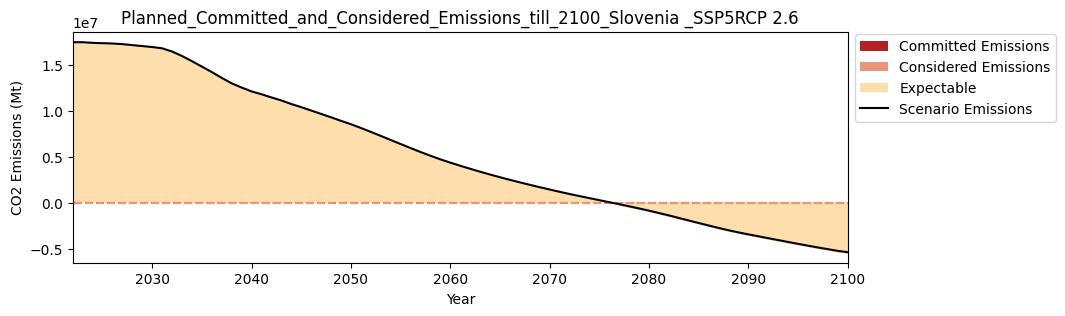 Planned_Committed_and_Considered_Emissions_till_2100_Slovenia _SSP5RCP 2.6
1e7
1.5
1.0
0.5
0.0
−0.5
CO2 Emissions (Mt)
2030 2040 2050 2060 2070 2080 2090 2100
Year
Committed Emissions
Considered Emissions
Expectable
Scenario Emissions